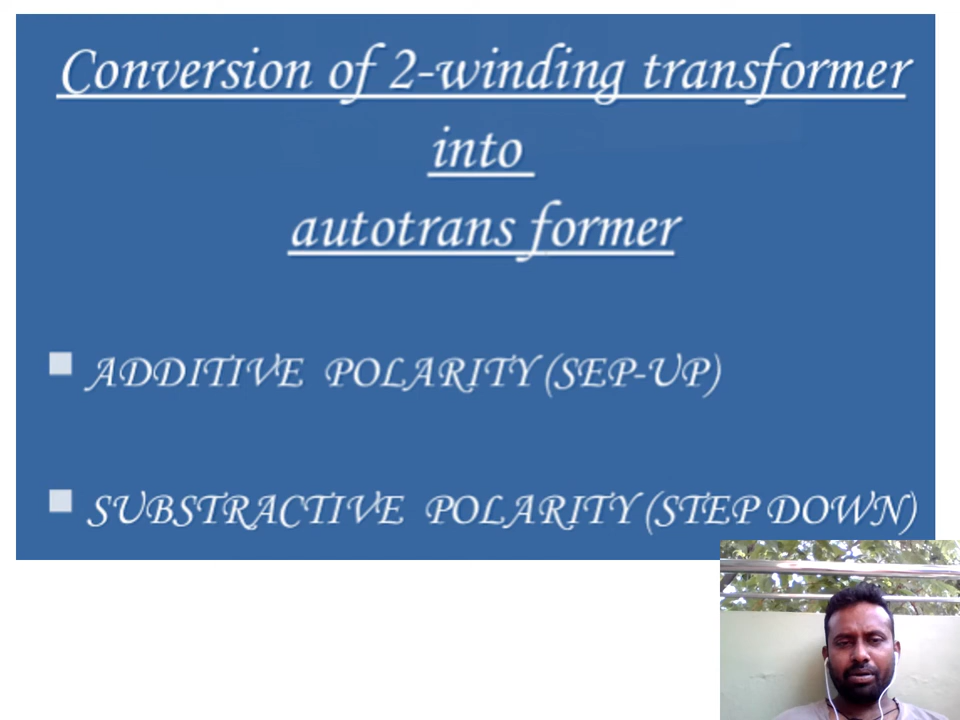 Conversion of 2-winding transformer
into
autotrans former
ADDITIVE POLARITY (SEP-UP)
SUBSTRACTIVE POLARITY (STEP DOWN)